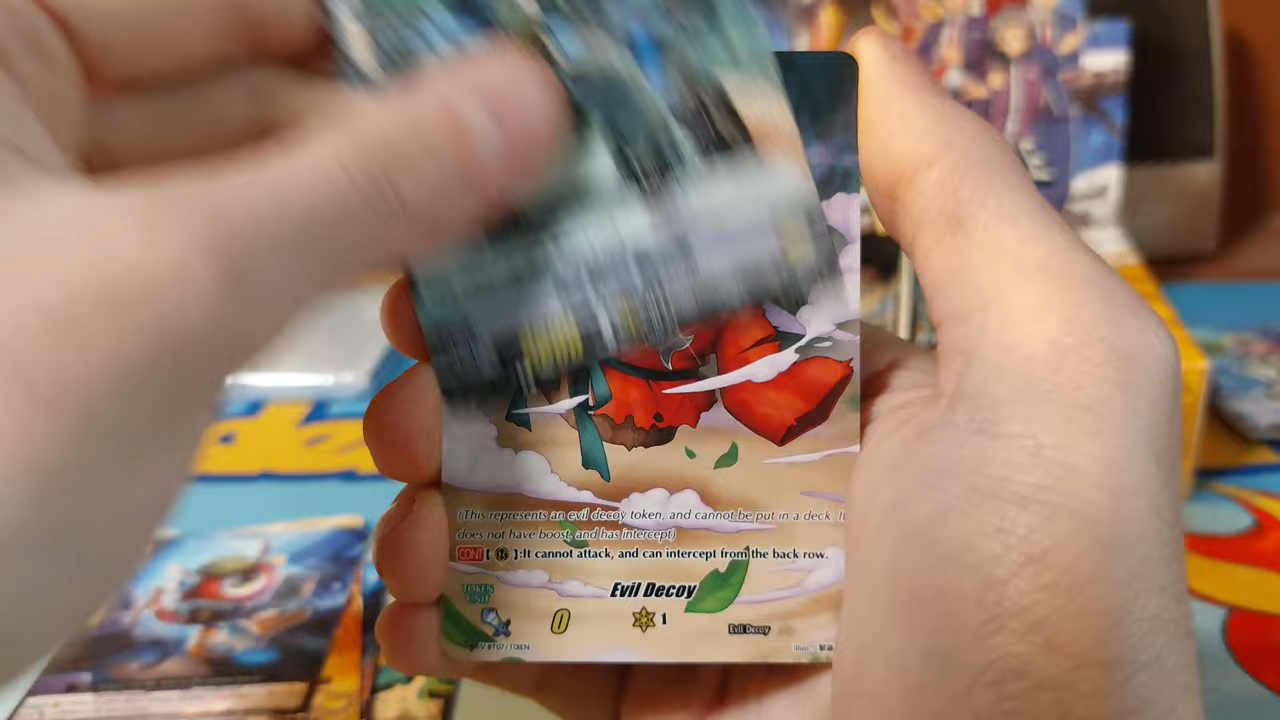 (This represents an evil decoy token, and cannot be put in a deck. It
does not have boost, and has intercept)
CONT [ ]:It cannot attack, and can intercept from the back row.
TOKEN
UNIT
Evil Decoy
0
1
Evil Decoy
de